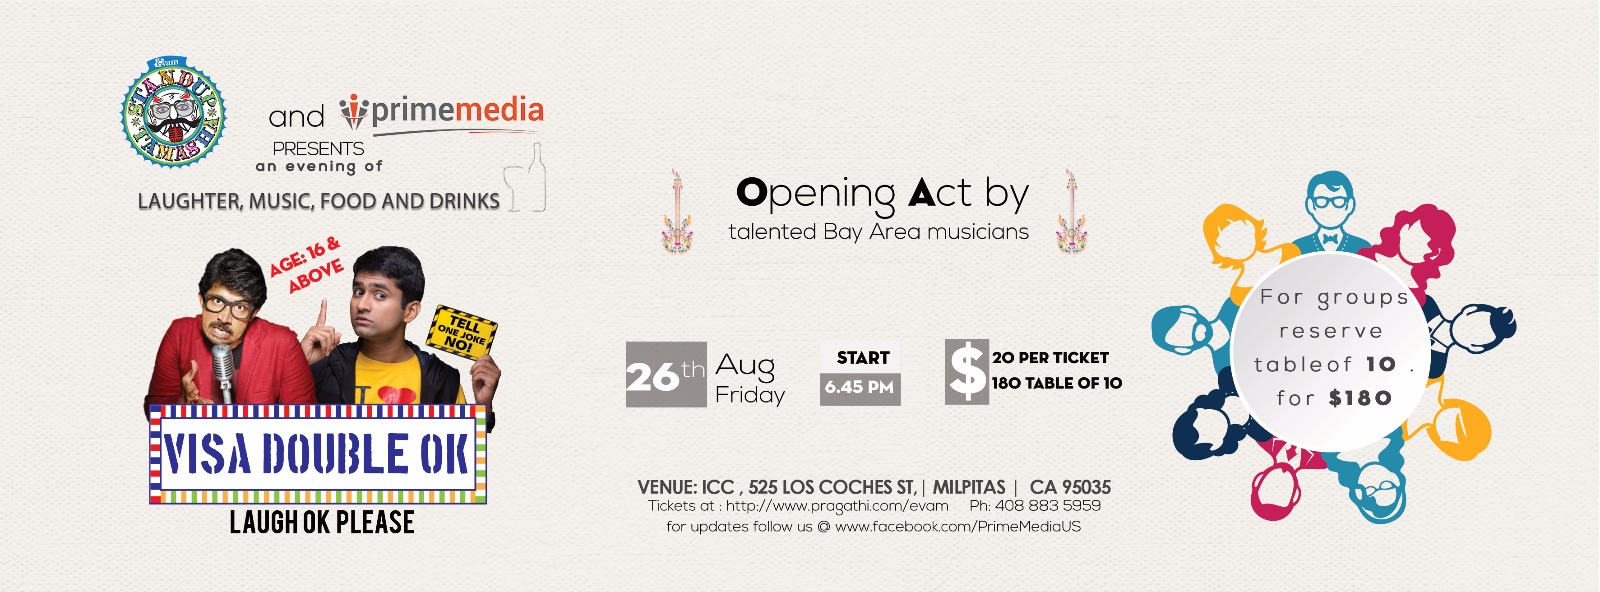 Evam
STANDUP
TAMASHA
and
primemedia
PRESENTS
an evening of
LAUGHTER, MUSIC, FOOD AND DRINKS
AGE: 16 &
ABOVE
TELL
ONE JOKE
NO!
I
VISA DOUBLE OK
LAUGH OK PLEASE
Opening Act by
talented Bay Area musicians
26th
Aug
Friday
START
6.45 PM
$
20 PER TICKET
180 TABLE OF 10
VENUE: ICC , 525 LOS COCHES ST, | MILPITAS | CA 95035
Tickets at : http://www.pragathi.com/evam Ph: 408 883 5959
for updates follow us @ www.facebook.com/PrimeMediaUS
For groups
reserve
tableof 10 .
for $180